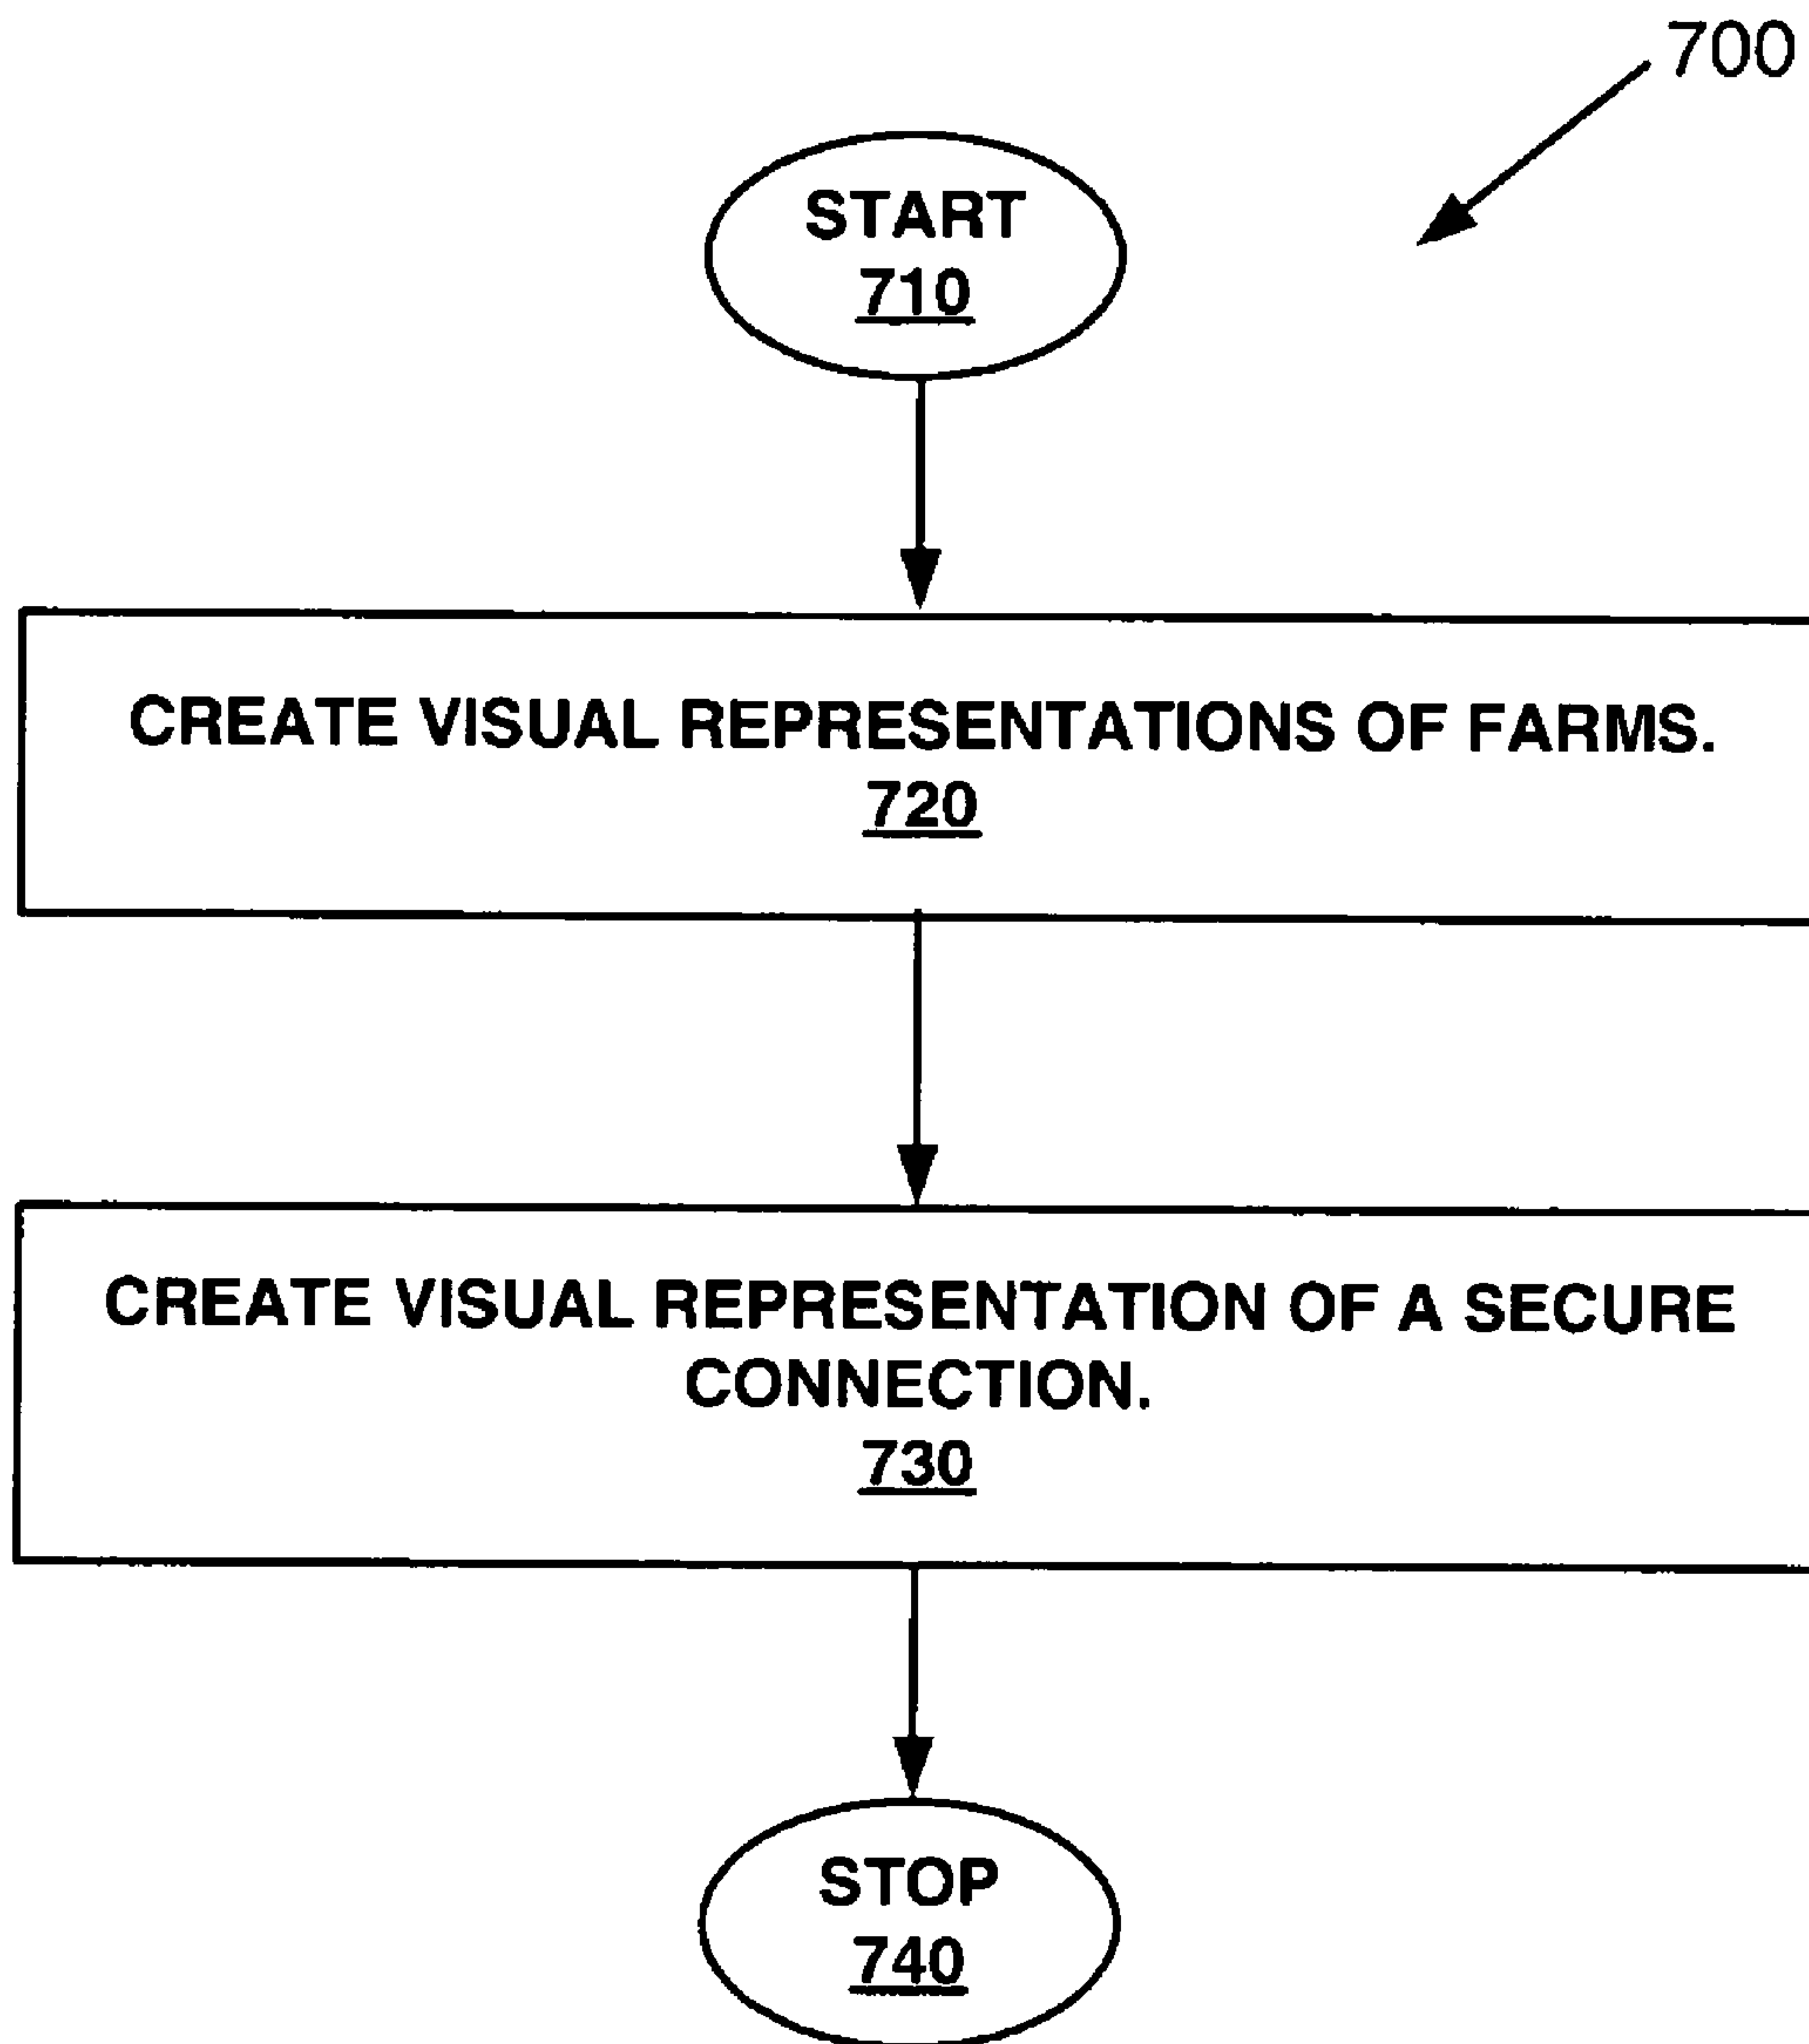 700
START
710
CREATE VISUAL REPRESENTATIONS OF FARMS.
720
CREATE VISUAL REPRESENTATION OF A SECURE
CONNECTION.
730
STOP
740